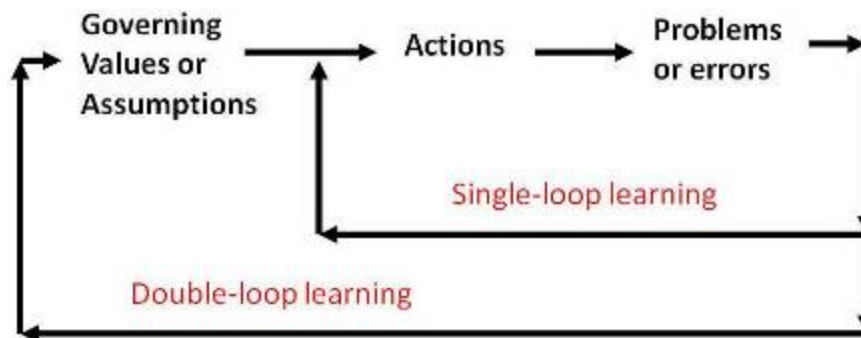 Governing
Values or
Assumptions
Actions
Problems
or errors
Single-loop learning
Double-loop learning